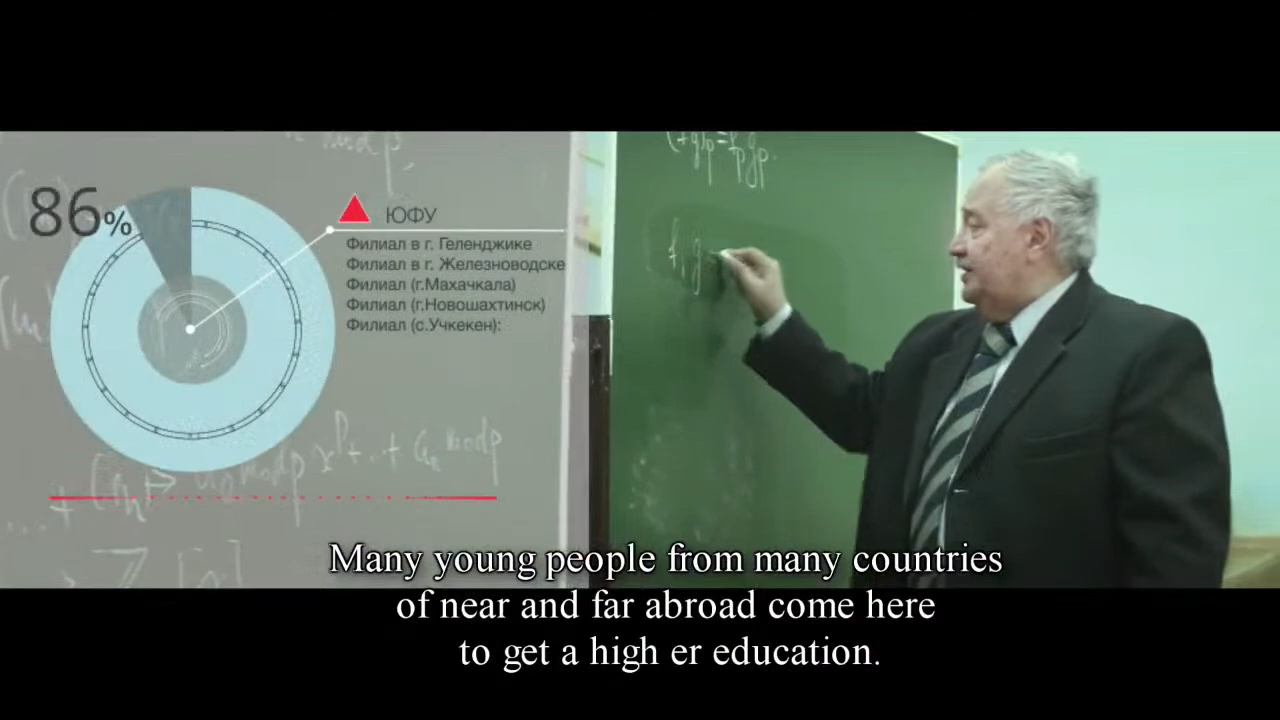 86%
ЮФУ
Филиал в г. Геленджике
Филиал в г. Железноводске
Филиал (г.Махачкала)
Филиал (г.Новошахтинск)
Филиал (с.Учкекен):
Many young people from many countries
of near and far abroad come here
to get a high er education.